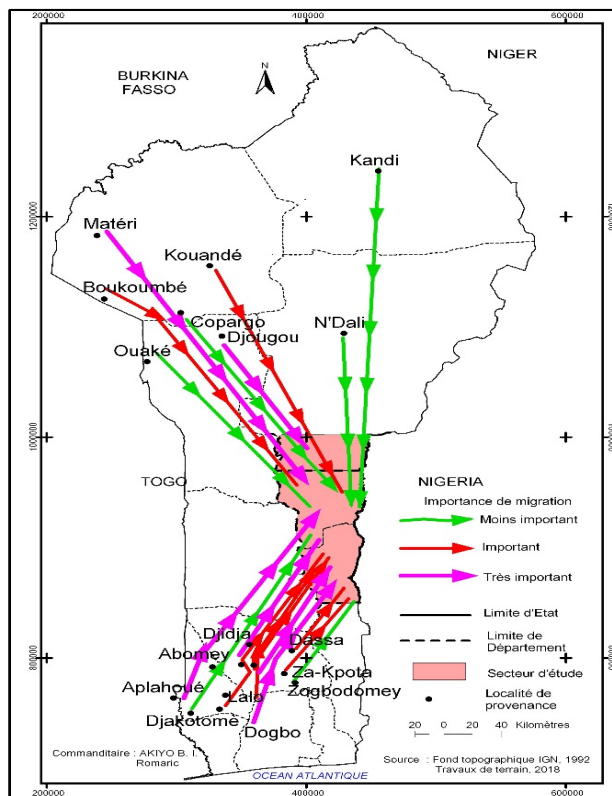 200000 400000 600000
BURKINA
FASSO
NIGER
N
Kandi
1200000
Matéri
Kouandé
Boukoumbé
Copargo
Djougou
N'Dali
Ouaké
1000000
TOGO
NIGERIA
Importance de migration
Moins important
Important
Très important
Limite d'Etat
Limite de
Département
Secteur
d'étude
Localité de
provenance
20 0 20 40 Kilomètres
Djidja
Dassa
Abomey
Za-Kpota
Aplahoué
Lalo
Zogbodomey
Djakotomè
Dogbo
Commanditaire : AKIYO B. I.
Romaric
Source : Fond topographique IGN, 1992
Travaux de terrain, 2018
OCEAN ATLANTIQUE
200000 400000 600000